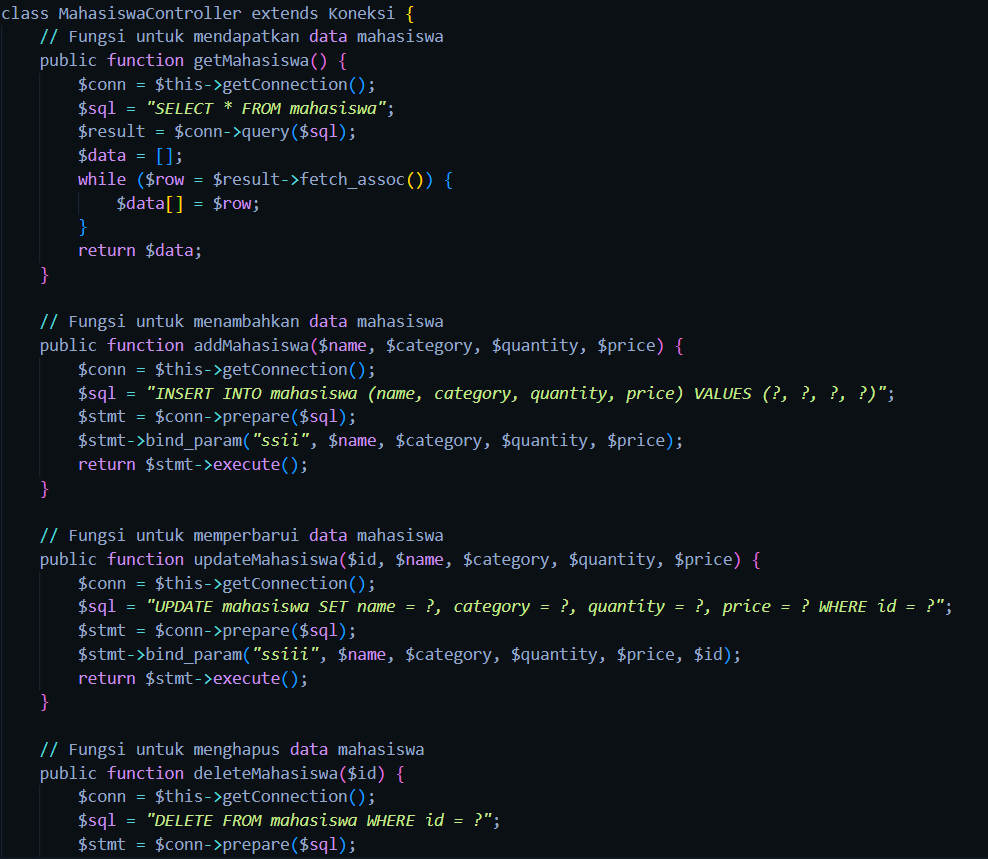 class MahasiswaController extends Koneksi {
    // Fungsi untuk mendapatkan data mahasiswa
    public function getMahasiswa() {
        $conn = $this->getConnection();
        $sql = "SELECT * FROM mahasiswa";
        $result = $conn->query($sql);
        $data = [];
        while ($row = $result->fetch_assoc()) {
            $data[] = $row;
        }
        return $data;
    }

    // Fungsi untuk menambahkan data mahasiswa
    public function addMahasiswa($name, $category, $quantity, $price) {
        $conn = $this->getConnection();
        $sql = "INSERT INTO mahasiswa (name, category, quantity, price) VALUES (?, ?, ?, ?)";
        $stmt = $conn->prepare($sql);
        $stmt->bind_param("ssii", $name, $category, $quantity, $price);
        return $stmt->execute();
    }

    // Fungsi untuk memperbarui data mahasiswa
    public function updateMahasiswa($id, $name, $category, $quantity, $price) {
        $conn = $this->getConnection();
        $sql = "UPDATE mahasiswa SET name = ?, category = ?, quantity = ?, price = ? WHERE id = ?";
        $stmt = $conn->prepare($sql);
        $stmt->bind_param("ssiii", $name, $category, $quantity, $price, $id);
        return $stmt->execute();
    }

    // Fungsi untuk menghapus data mahasiswa
    public function deleteMahasiswa($id) {
        $conn = $this->getConnection();
        $sql = "DELETE FROM mahasiswa WHERE id = ?";
        $stmt = $conn->prepare($sql);